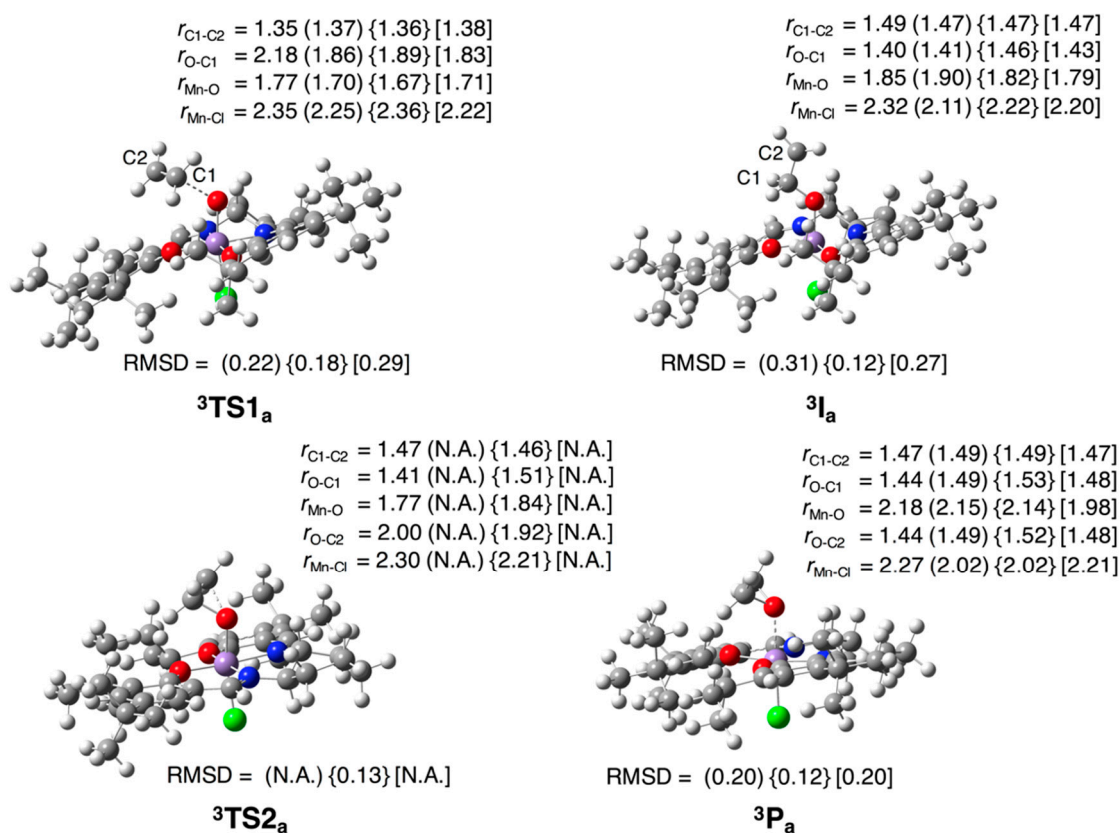 r_C1-C2 = 1.35 (1.37) {1.36} [1.38]
r_O-C1 = 2.18 (1.86) {1.89} [1.83]
r_Mn-O = 1.77 (1.70) {1.67} [1.71]
r_Mn-Cl = 2.35 (2.25) {2.36} [2.22]
C2
C1
RMSD = (0.22) {0.18} [0.29]
³TS1ₐ
r_C1-C2 = 1.49 (1.47) {1.47} [1.47]
r_O-C1 = 1.40 (1.41) {1.46} [1.43]
r_Mn-O = 1.85 (1.90) {1.82} [1.79]
r_Mn-Cl = 2.32 (2.11) {2.22} [2.20]
C2
C1
RMSD = (0.31) {0.12} [0.27]
³Iₐ
r_C1-C2 = 1.47 (N.A.) {1.46} [N.A.]
r_O-C1 = 1.41 (N.A.) {1.51} [N.A.]
r_Mn-O = 1.77 (N.A.) {1.84} [N.A.]
r_O-C2 = 2.00 (N.A.) {1.92} [N.A.]
r_Mn-Cl = 2.30 (N.A.) {2.21} [N.A.]
RMSD = (N.A.) {0.13} [N.A.]
³TS2ₐ
r_C1-C2 = 1.47 (1.49) {1.49} [1.47]
r_O-C1 = 1.44 (1.49) {1.53} [1.48]
r_Mn-O = 2.18 (2.15) {2.14} [1.98]
r_O-C2 = 1.44 (1.49) {1.52} [1.48]
r_Mn-Cl = 2.27 (2.02) {2.02} [2.21]
RMSD = (0.20) {0.12} [0.20]
³Pₐ